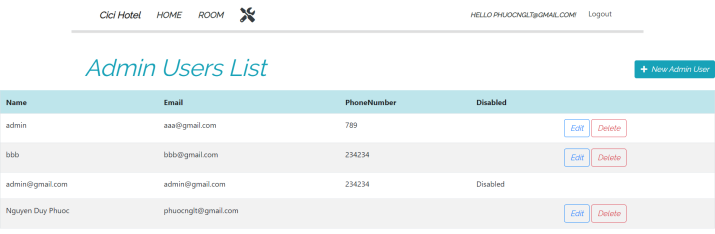 Cici Hotel HOME ROOM HELLO PHUOCNGLT@GMAIL.COM! Logout
Admin Users List
+ New Admin User
Name Email PhoneNumber Disabled
admin aaa@gmail.com 789 Edit Delete
bbb bbb@gmail.com 234234 Edit Delete
admin@gmail.com admin@gmail.com 234234 Disabled
Nguyen Duy Phuoc phuocnglt@gmail.com Edit Delete